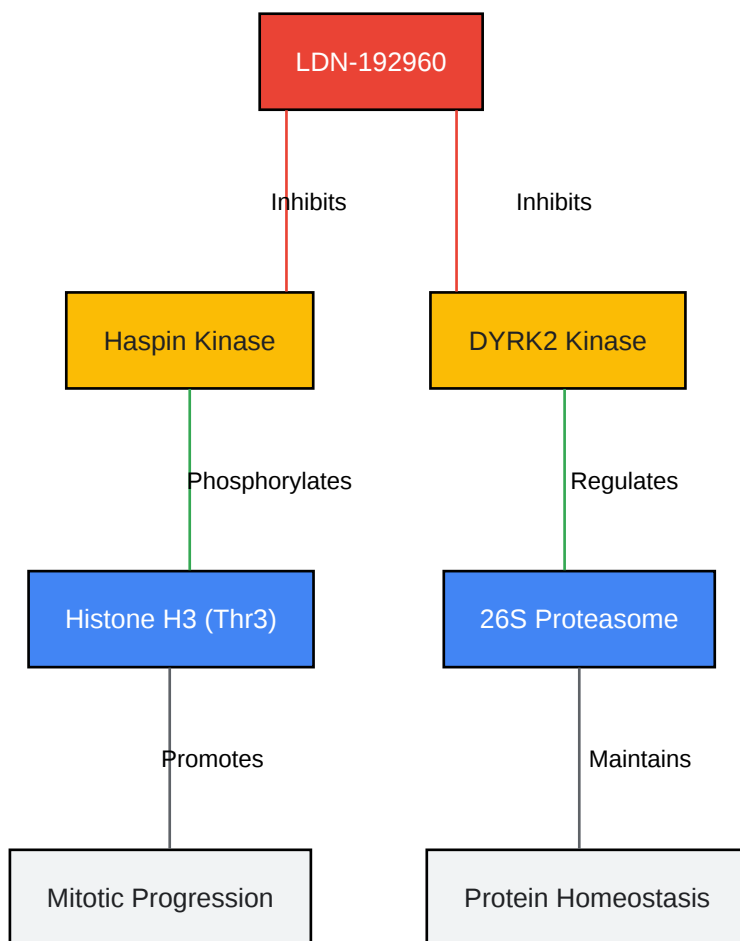 LDN-192960
Inhibits
Inhibits
Haspin Kinase
DYRK2 Kinase
Phosphorylates
Regulates
Histone H3 (Thr3)
26S Proteasome
Promotes
Maintains
Mitotic Progression
Protein Homeostasis